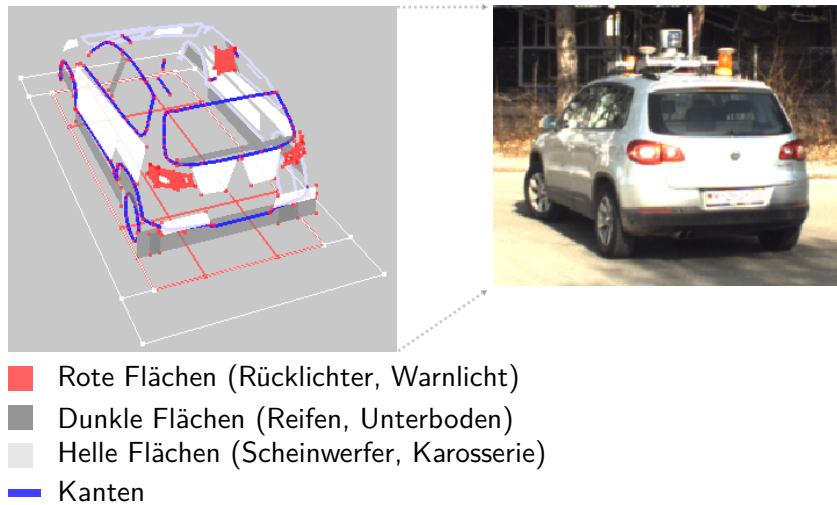 Rote Flächen (Rücklichter, Warnlicht)
Dunkle Flächen (Reifen, Unterboden)
Helle Flächen (Scheinwerfer, Karosserie)
Kanten